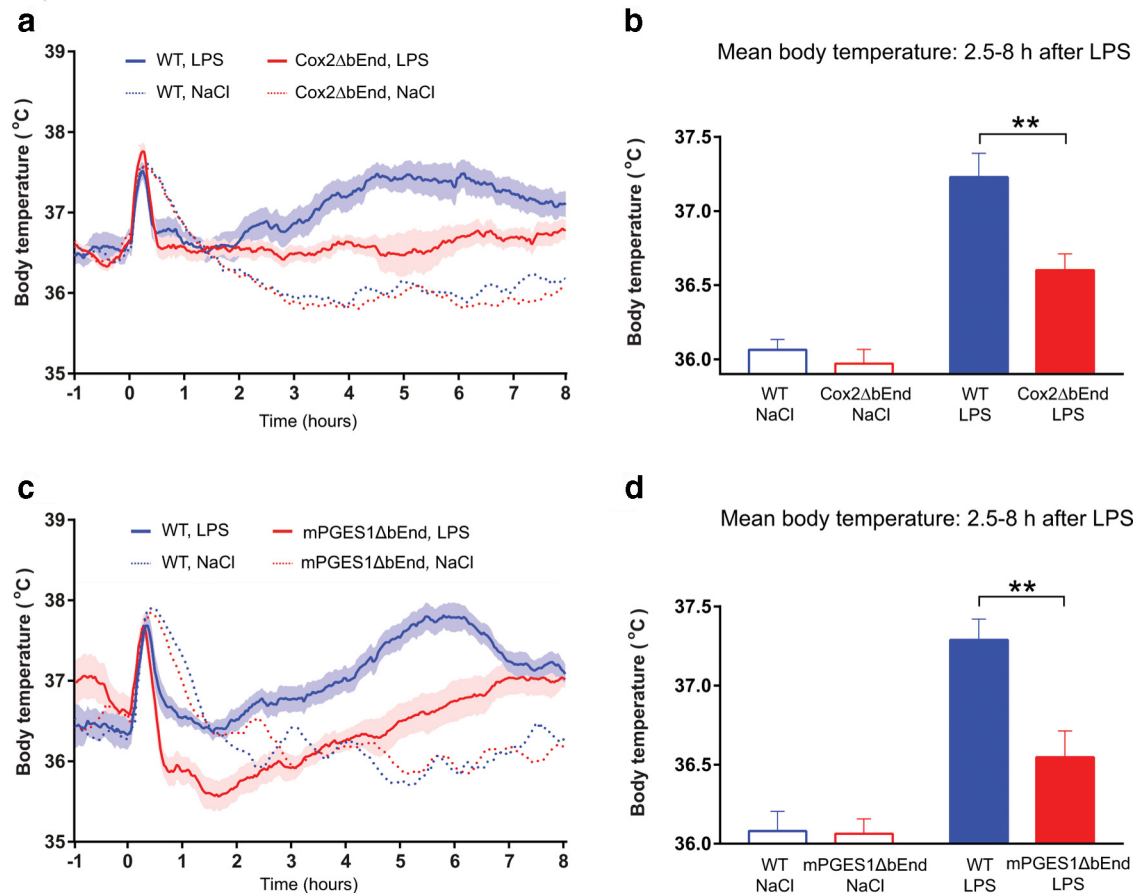 a
39
38
37
36
35
Body temperature (°C)
WT, LPS
Cox2ΔbEnd, LPS
WT, NaCl
Cox2ΔbEnd, NaCl
-1 0 1 2 3 4 5 6 7 8
Time (hours)
b
Mean body temperature: 2.5-8 h after LPS
37.5
37.0
36.5
36.0
Body temperature (°C)
**
WT
NaCl
Cox2ΔbEnd
NaCl
WT
LPS
Cox2ΔbEnd
LPS
c
39
38
37
36
35
Body temperature (°C)
WT, LPS
mPGES1ΔbEnd, LPS
WT, NaCl
mPGES1ΔbEnd, NaCl
-1 0 1 2 3 4 5 6 7 8
Time (hours)
d
Mean body temperature: 2.5-8 h after LPS
37.5
37.0
36.5
36.0
Body temperature (°C)
**
WT
NaCl
mPGES1ΔbEnd
NaCl
WT
LPS
mPGES1ΔbEnd
LPS